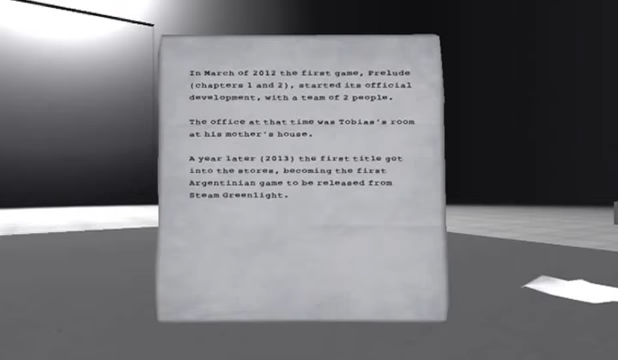 In March of 2012 the first game, Prelude
(chapters 1 and 2), started its official
development, with a team of 2 people.
The office at that time was Tobias's room
at his mother's house.
A year later (2013) the first title got
into the stores, becoming the first
Argentinian game to be released from
Steam Greenlight.